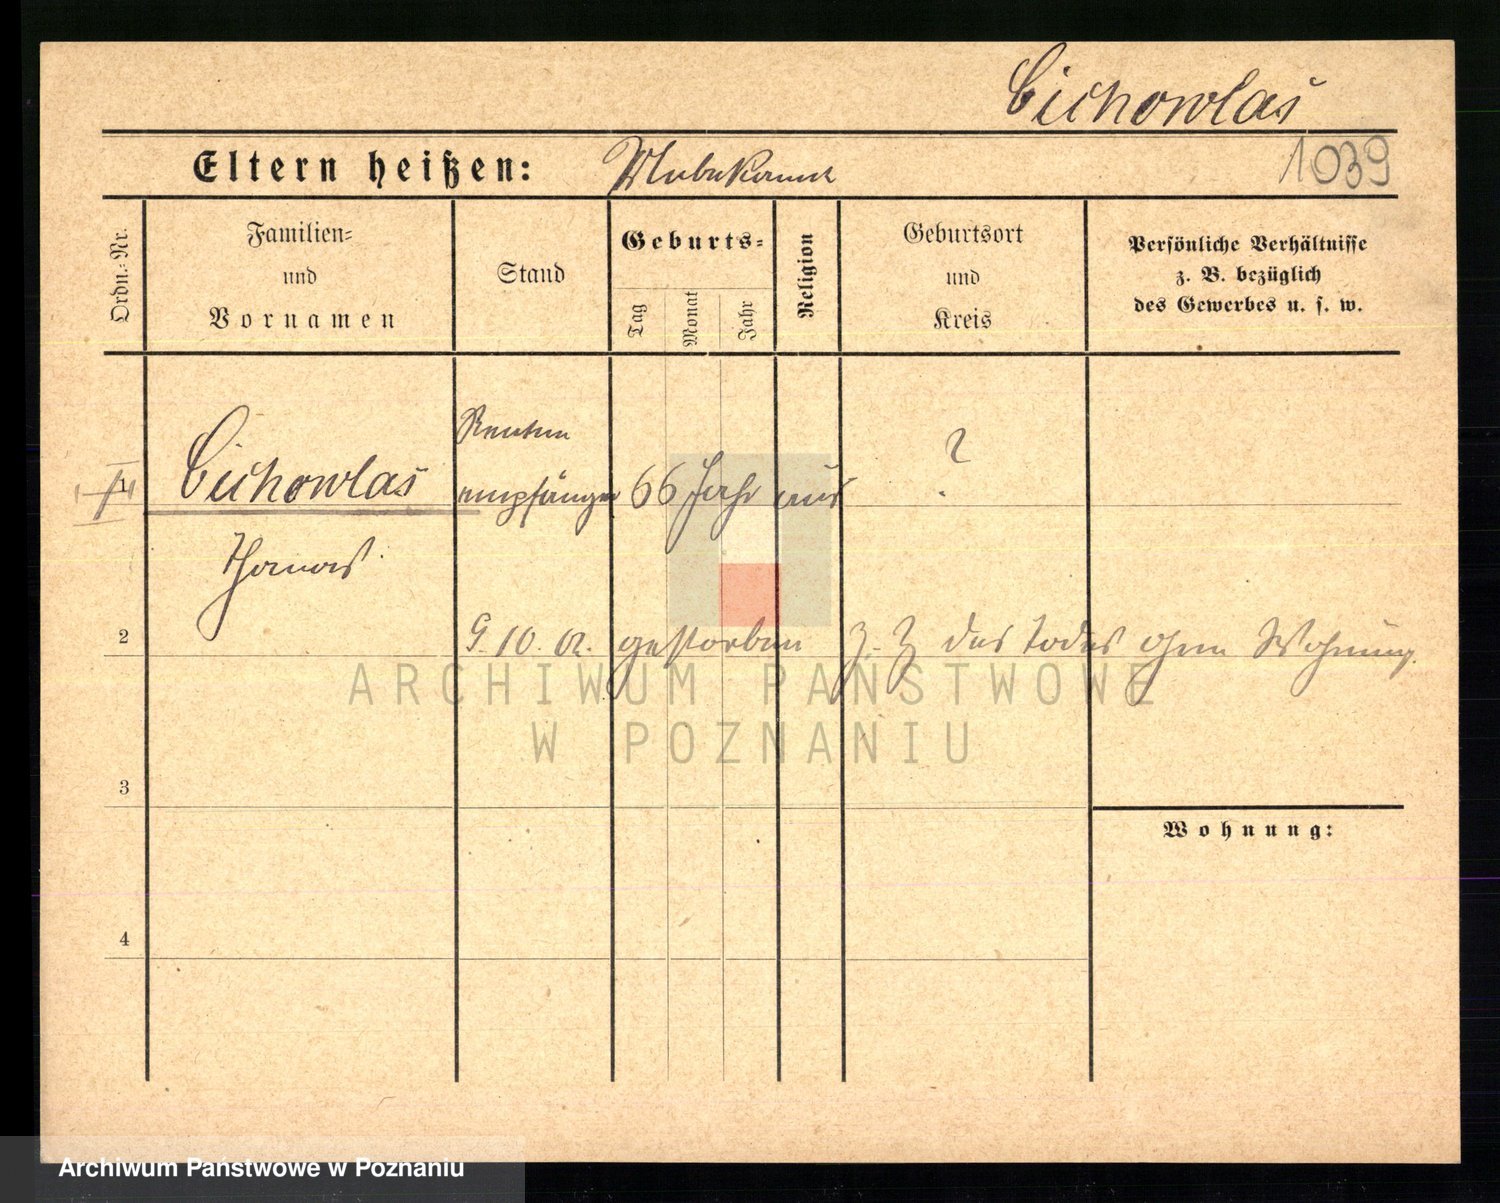 Cichowlas
Eltern heißen: Unbekannt
1039
Ordn.-Nr.
Familien-
und
Vornamen
Stand
Geburts-
Tag
Monat
Jahr
Religion
Geburtsort
und
Kreis
Persönliche Verhältnisse
z. B. bezüglich
des Gewerbes u. s. w.
Renten
?
1 Cichowlas empfänger 66 Jahr aus
Thomas
2 9. 10. 02. gestorben z. Z. des Todes ohne Wohnung.
ARCHIWUM PAŃSTWOWE
W POZNANIU
3
Wohnung:
4
Archiwum Państwowe w Poznaniu